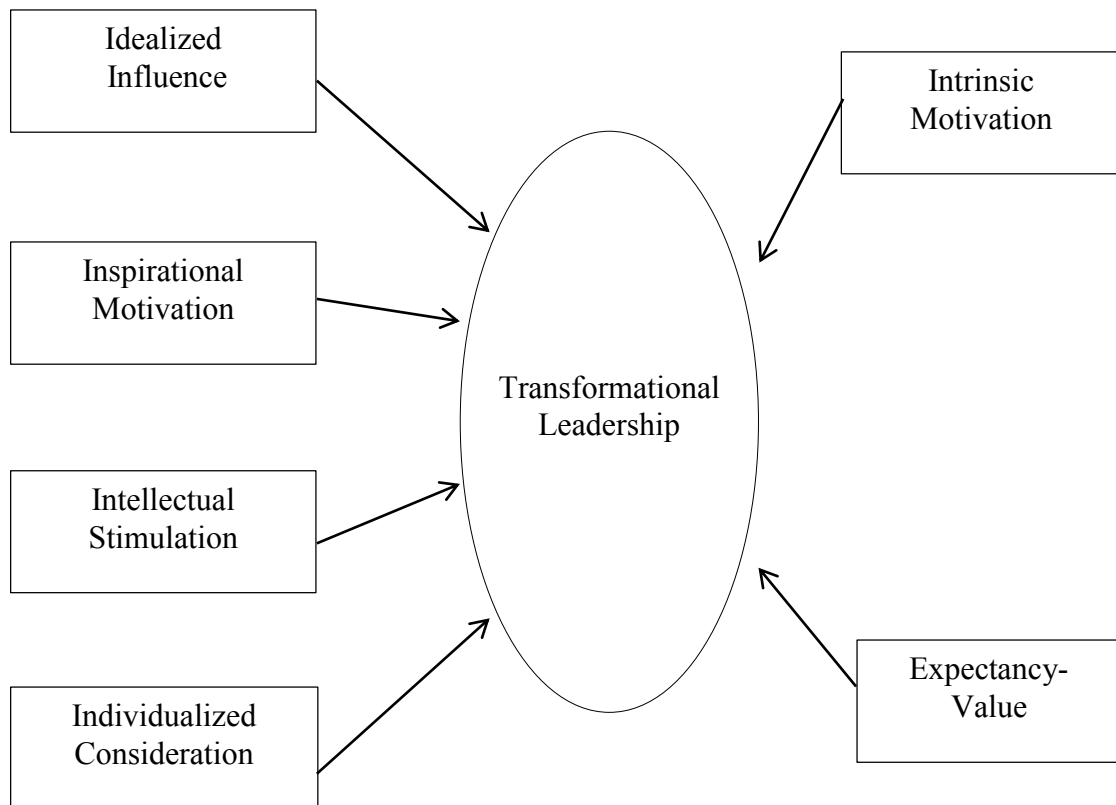 Idealized
Influence
Intrinsic
Motivation
Inspirational
Motivation
Transformational
Leadership
Intellectual
Stimulation
Expectancy-
Value
Individualized
Consideration